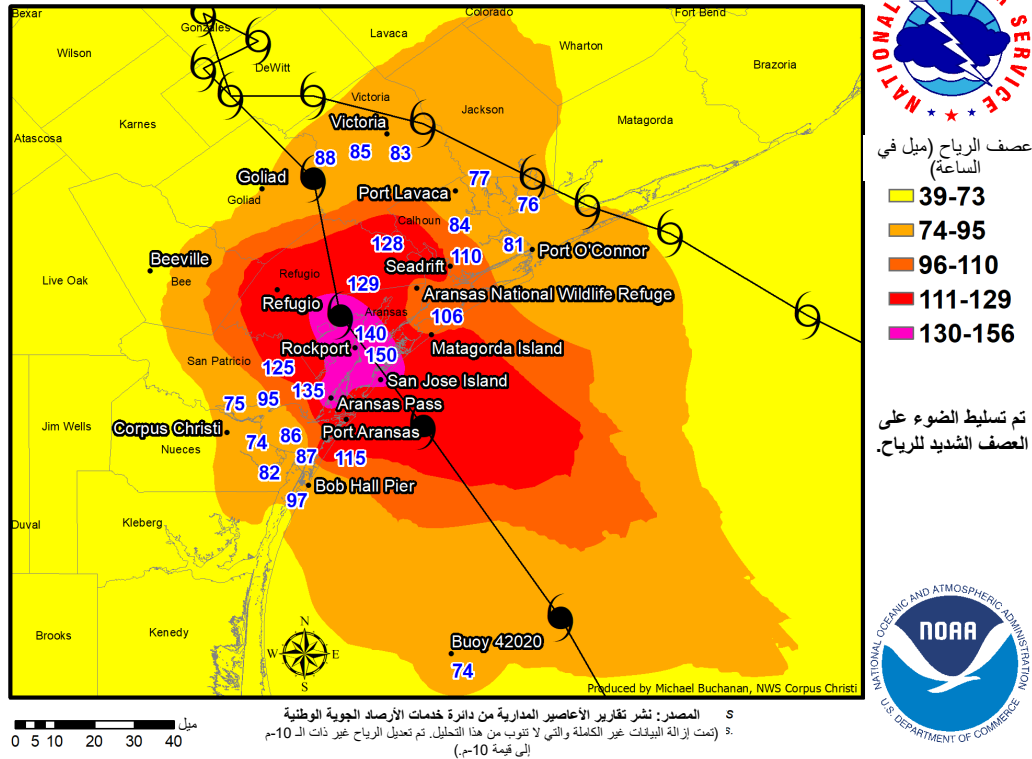 Bexar
Gonzales
Lavaca
Colorado
Fort Bend
Wilson
DeWitt
Wharton
Brazoria
Victoria
Jackson
Matagorda
Karnes
Atascosa
Victoria
88
85
83
Goliad
Goliad
Port Lavaca
77
76
Calhoun
84
128
81
Port O'Connor
110
Seadrift
Beeville
Bee
Live Oak
Refugio
129
Refugio
Aransas National Wildlife Refuge
Aransas
106
140
Rockport
150
Matagorda Island
San Patricio
125
San Jose Island
135
95
75
Aransas Pass
Jim Wells
Corpus Christi
74
86
Port Aransas
Nueces
87
115
82
Bob Hall Pier
97
Duval
Kleberg
Brooks
Kenedy
N
W
E
S
Buoy 42020
74
Produced by Michael Buchanan, NWS Corpus Christi
NATIONAL
R SERVICE
عصف الرياح (ميل في
الساعة)
39-73
74-95
96-110
111-129
130-156
تم تسليط الضوء على
العصف الشديد للرياح.
NATIONAL OCEANIC AND ATMOSPHERIC ADMINISTRATION
NOAA
U.S. DEPARTMENT OF COMMERCE
ميل
0 5 10 20 30 40
s المصدر: نشر تقارير الأعاصير المدارية من دائرة خدمات الأرصاد الجوية الوطنية
s. (تمت إزالة البيانات غير الكاملة والتي لا تنوب من هذا التحليل. تم تعديل الرياح غير ذات الـ 10-م
إلى قيمة 10-م.)